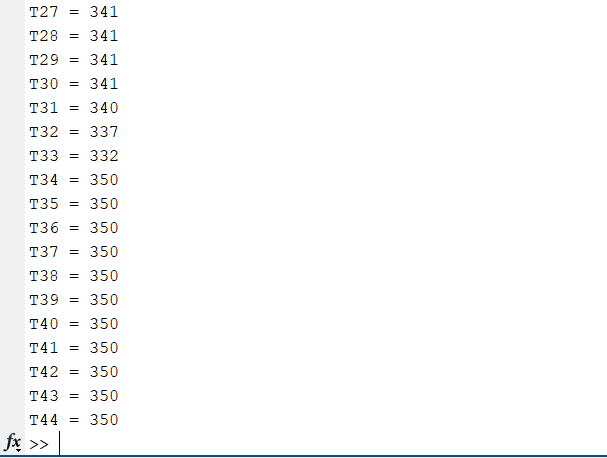 T27 = 341
T28 = 341
T29 = 341
T30 = 341
T31 = 340
T32 = 337
T33 = 332
T34 = 350
T35 = 350
T36 = 350
T37 = 350
T38 = 350
T39 = 350
T40 = 350
T41 = 350
T42 = 350
T43 = 350
T44 = 350
fx >>